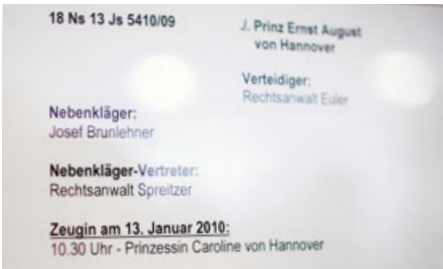 18 Ns 13 Js 5410/09
J. Prinz Ernst August
von Hannover
Verteidiger:
Rechtsanwalt Euler
Nebenkläger:
Josef Brunlehner
Nebenkläger-Vertreter:
Rechtsanwalt Spreitzer
Zeugin am 13. Januar 2010:
10.30 Uhr - Prinzessin Caroline von Hannover